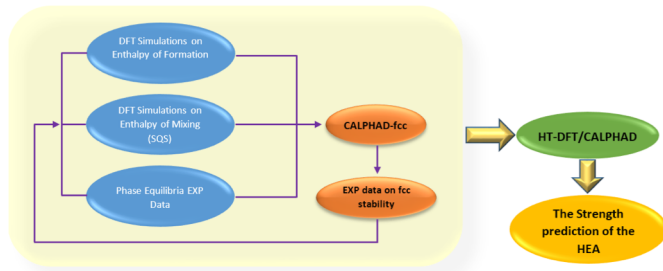 DFT Simulations on
Enthalpy of Formation
DFT Simulations on
Enthalpy of Mixing
(SQS)
Phase Equilibria EXP
Data
CALPHAD-fcc
EXP data on fcc
stability
HT-DFT/CALPHAD
The Strength
prediction of the
HEA